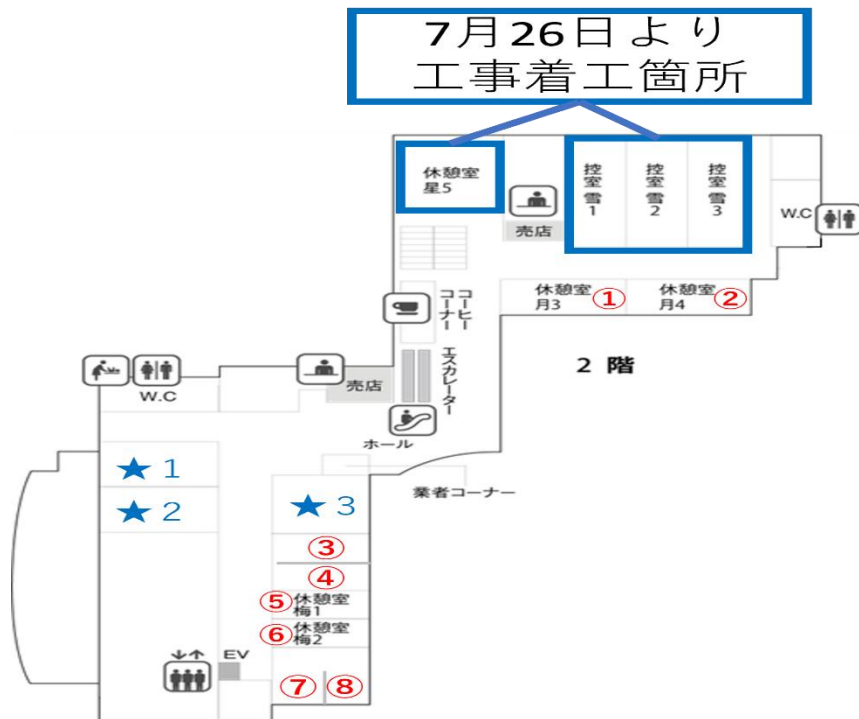 7月26日より
工事着工箇所
休憩室
星5
控室 雪1
控室 雪2
控室 雪3
売店
W.C
休憩室
月3
①
休憩室
月4
②
コーヒー
コーナー
エスカレーター
2 階
売店
W.C
ホール
業者コーナー
★1
★2
★3
③
④
⑤
休憩室
梅1
⑥
休憩室
梅2
EV
⑦
⑧